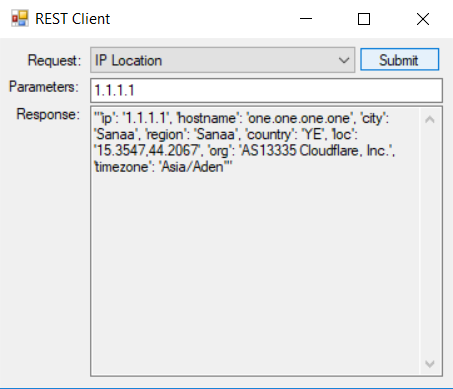 REST Client
Request: IP Location Submit
Parameters: 1.1.1.1
Response: "'ip': '1.1.1.1', 'hostname': 'one.one.one.one', 'city':
'Sanaa', 'region': 'Sanaa', 'country': 'YE', 'loc':
'15.3547,44.2067', 'org': 'AS13335 Cloudflare, Inc.',
'timezone': 'Asia/Aden'"